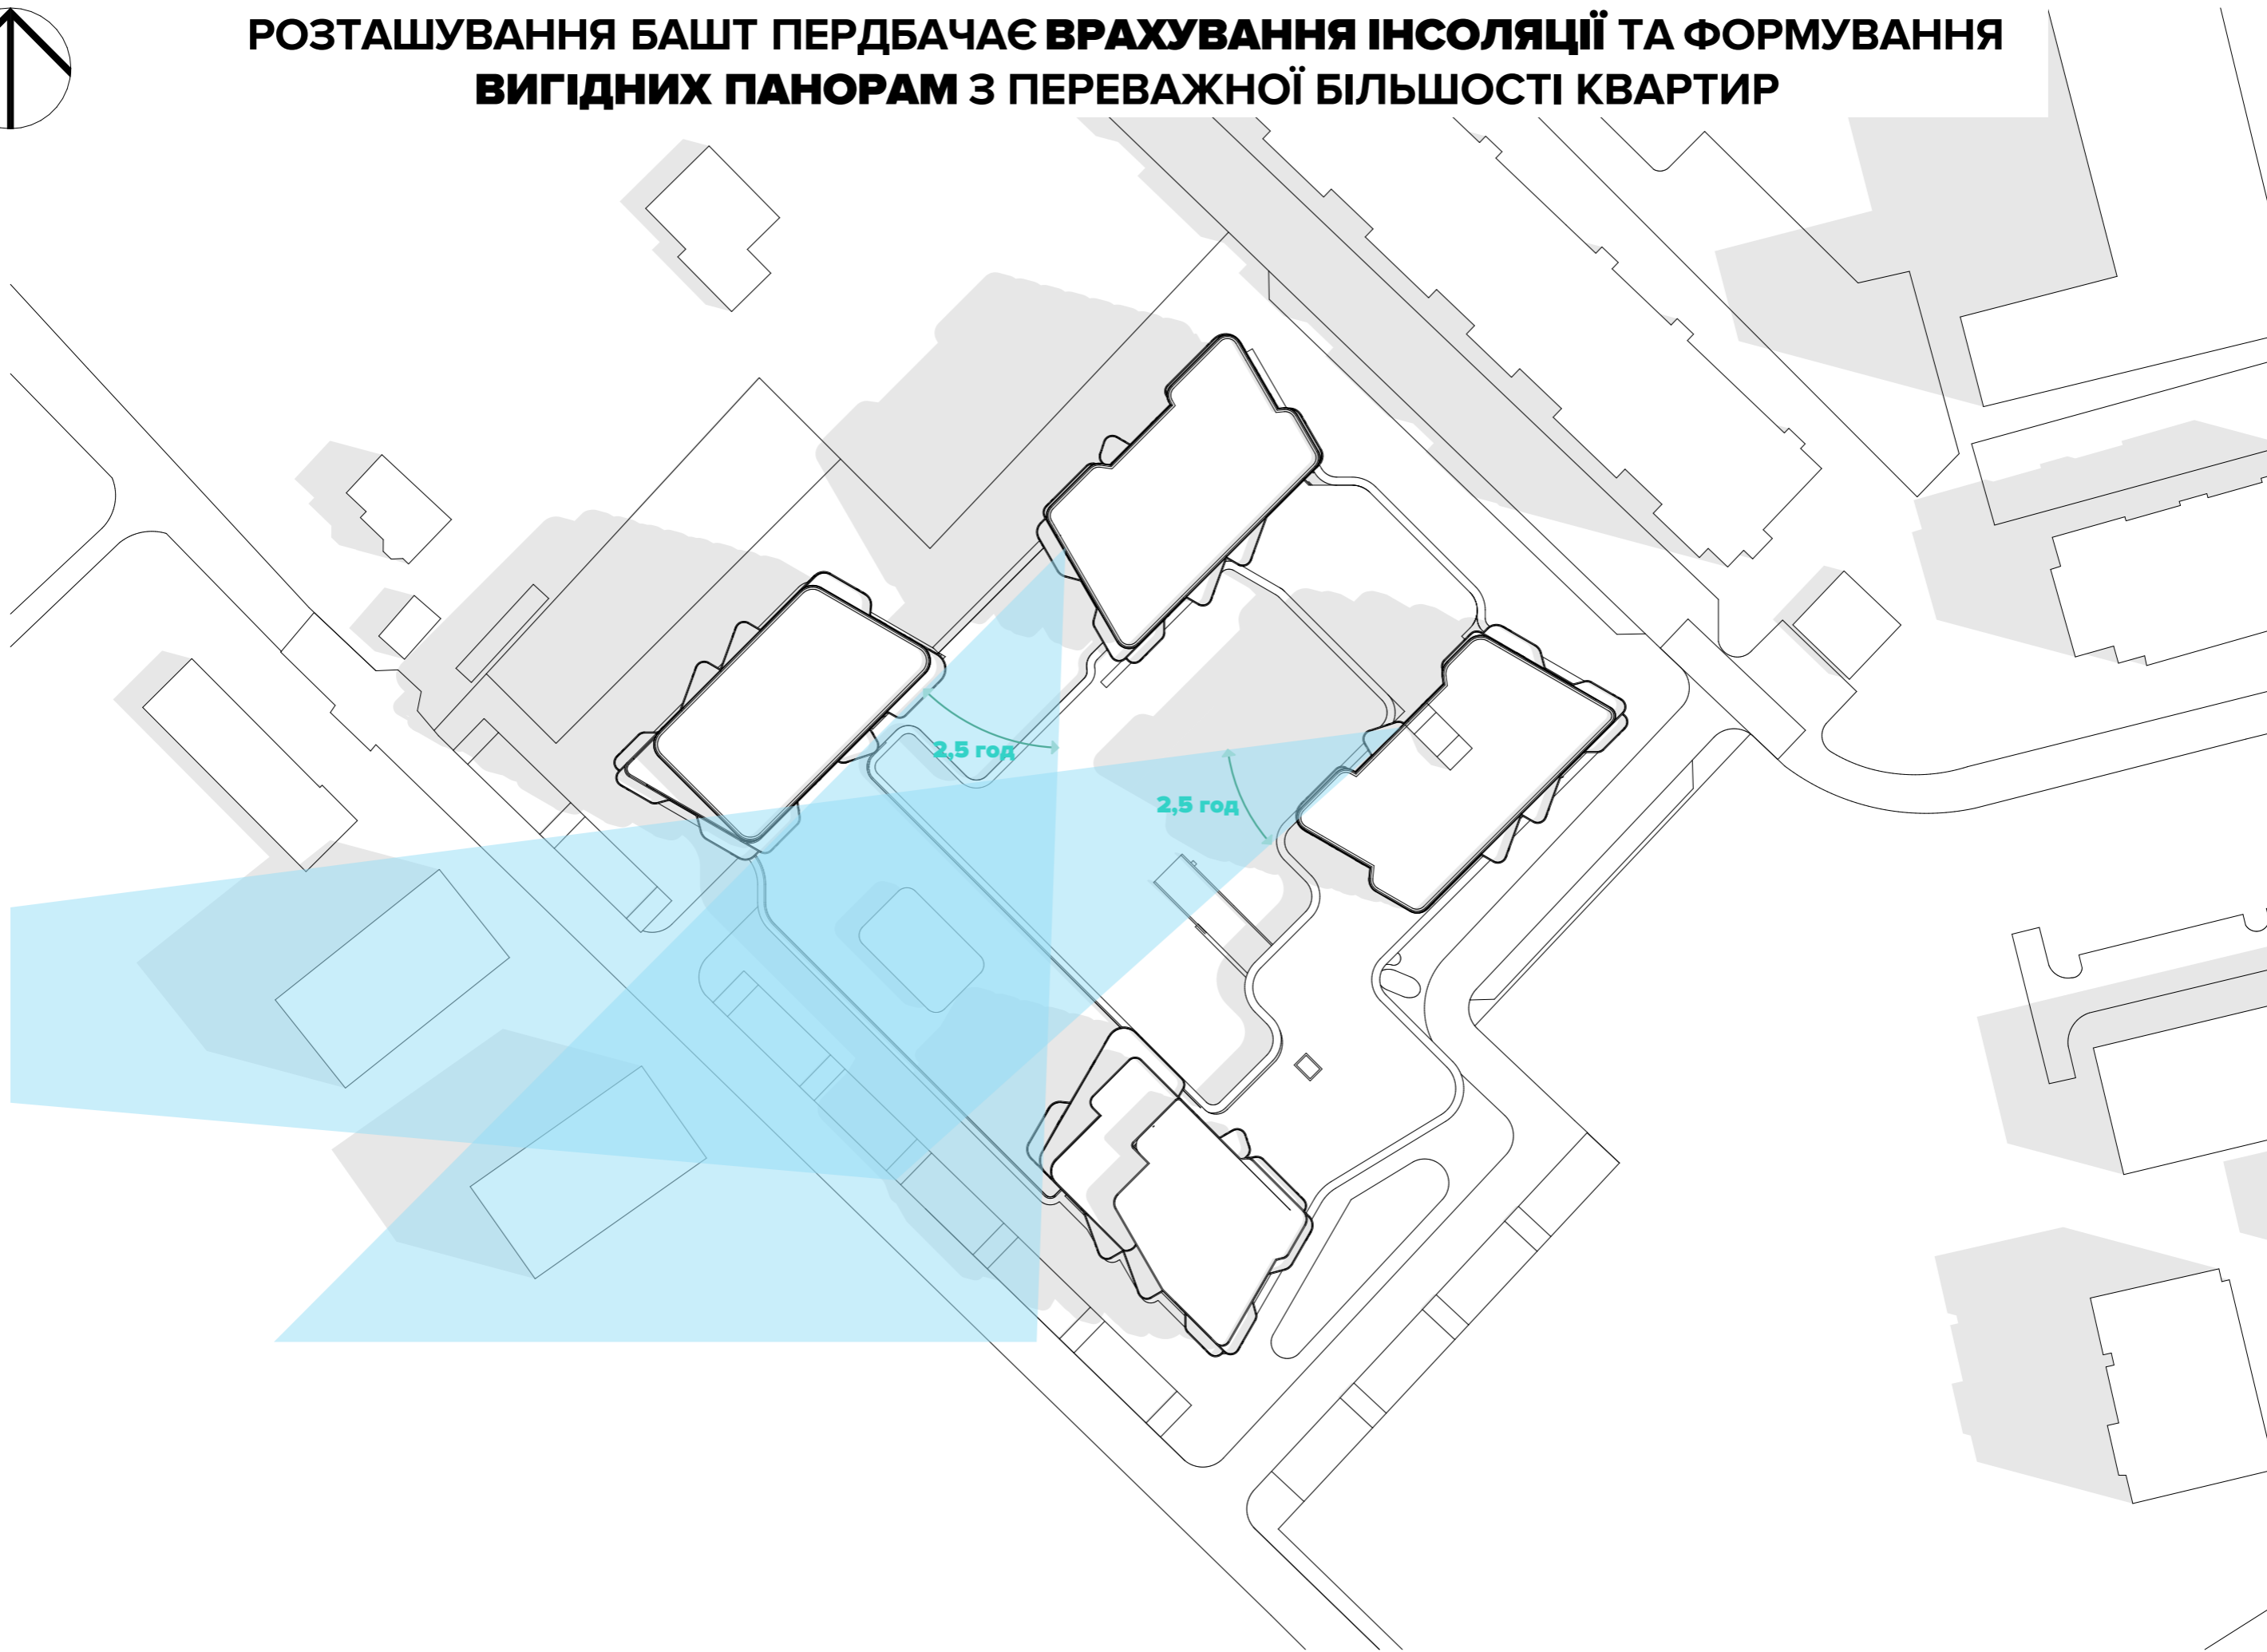 РОЗТАШУВАННЯ БАШТ ПЕРДБАЧАЄ ВРАХУВАННЯ ІНСОЛЯЦІЇ ТА ФОРМУВАННЯ
ВИГІДНИХ ПАНОРАМ З ПЕРЕВАЖНОЇ БІЛЬШОСТІ КВАРТИР
2,5 год
2,5 год